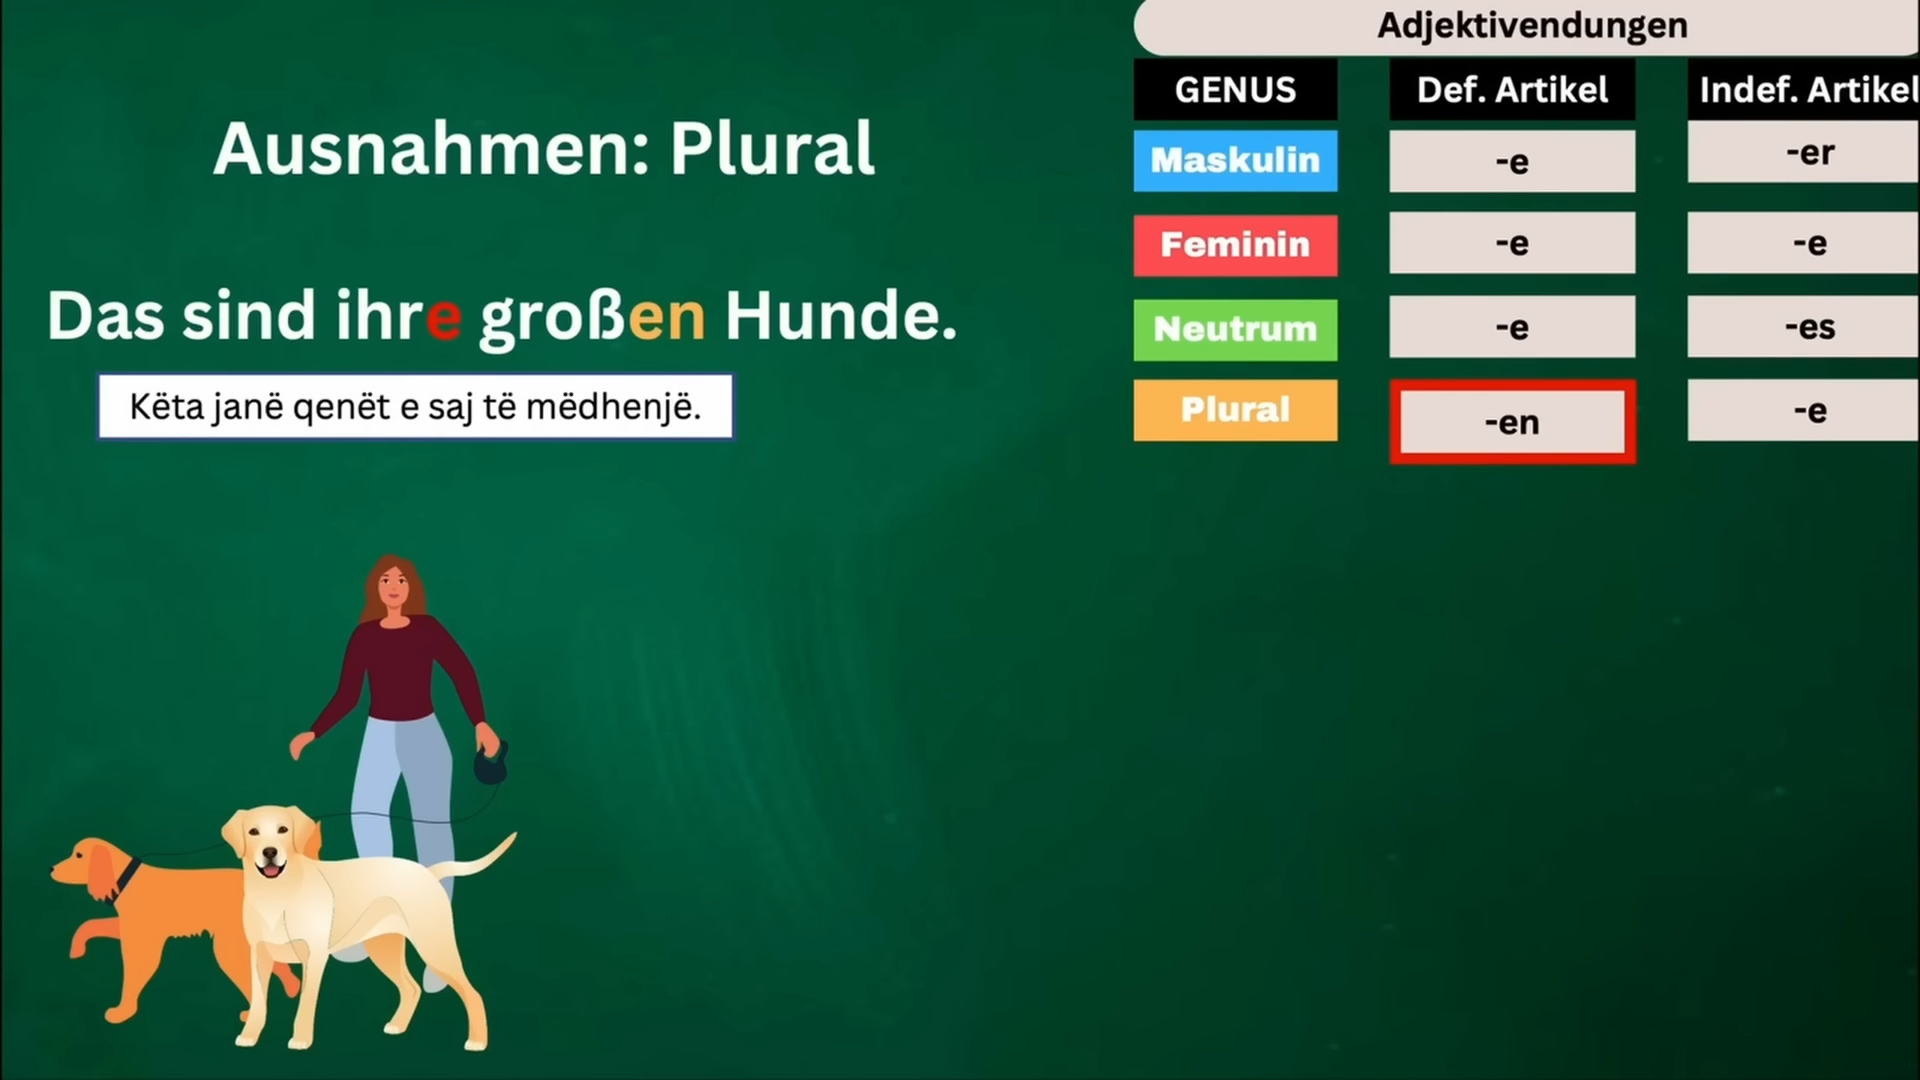 Ausnahmen: Plural
Das sind ihre großen Hunde.
Këta janë qenët e saj të mëdhenjë.
Adjektivendungen
GENUS Def. Artikel Indef. Artikel
Maskulin -e -er
Feminin -e -e
Neutrum -e -es
Plural -en -e